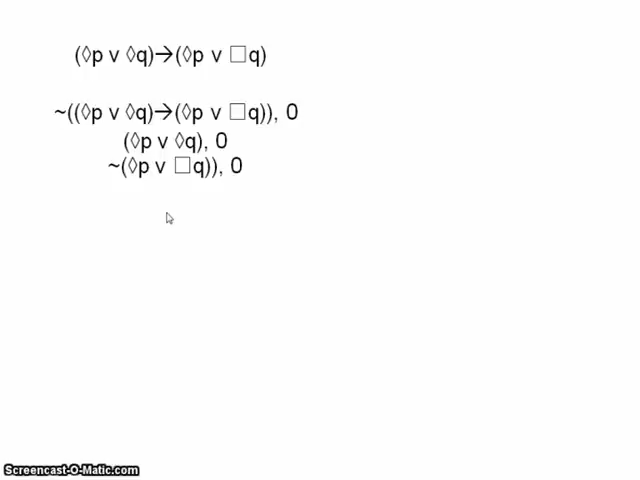 (◊p v ◊q)→(◊p v □q)
~((◊p v ◊q)→(◊p v □q)), 0
(◊p v ◊q), 0
~(◊p v □q)), 0
Screencast-O-Matic.com